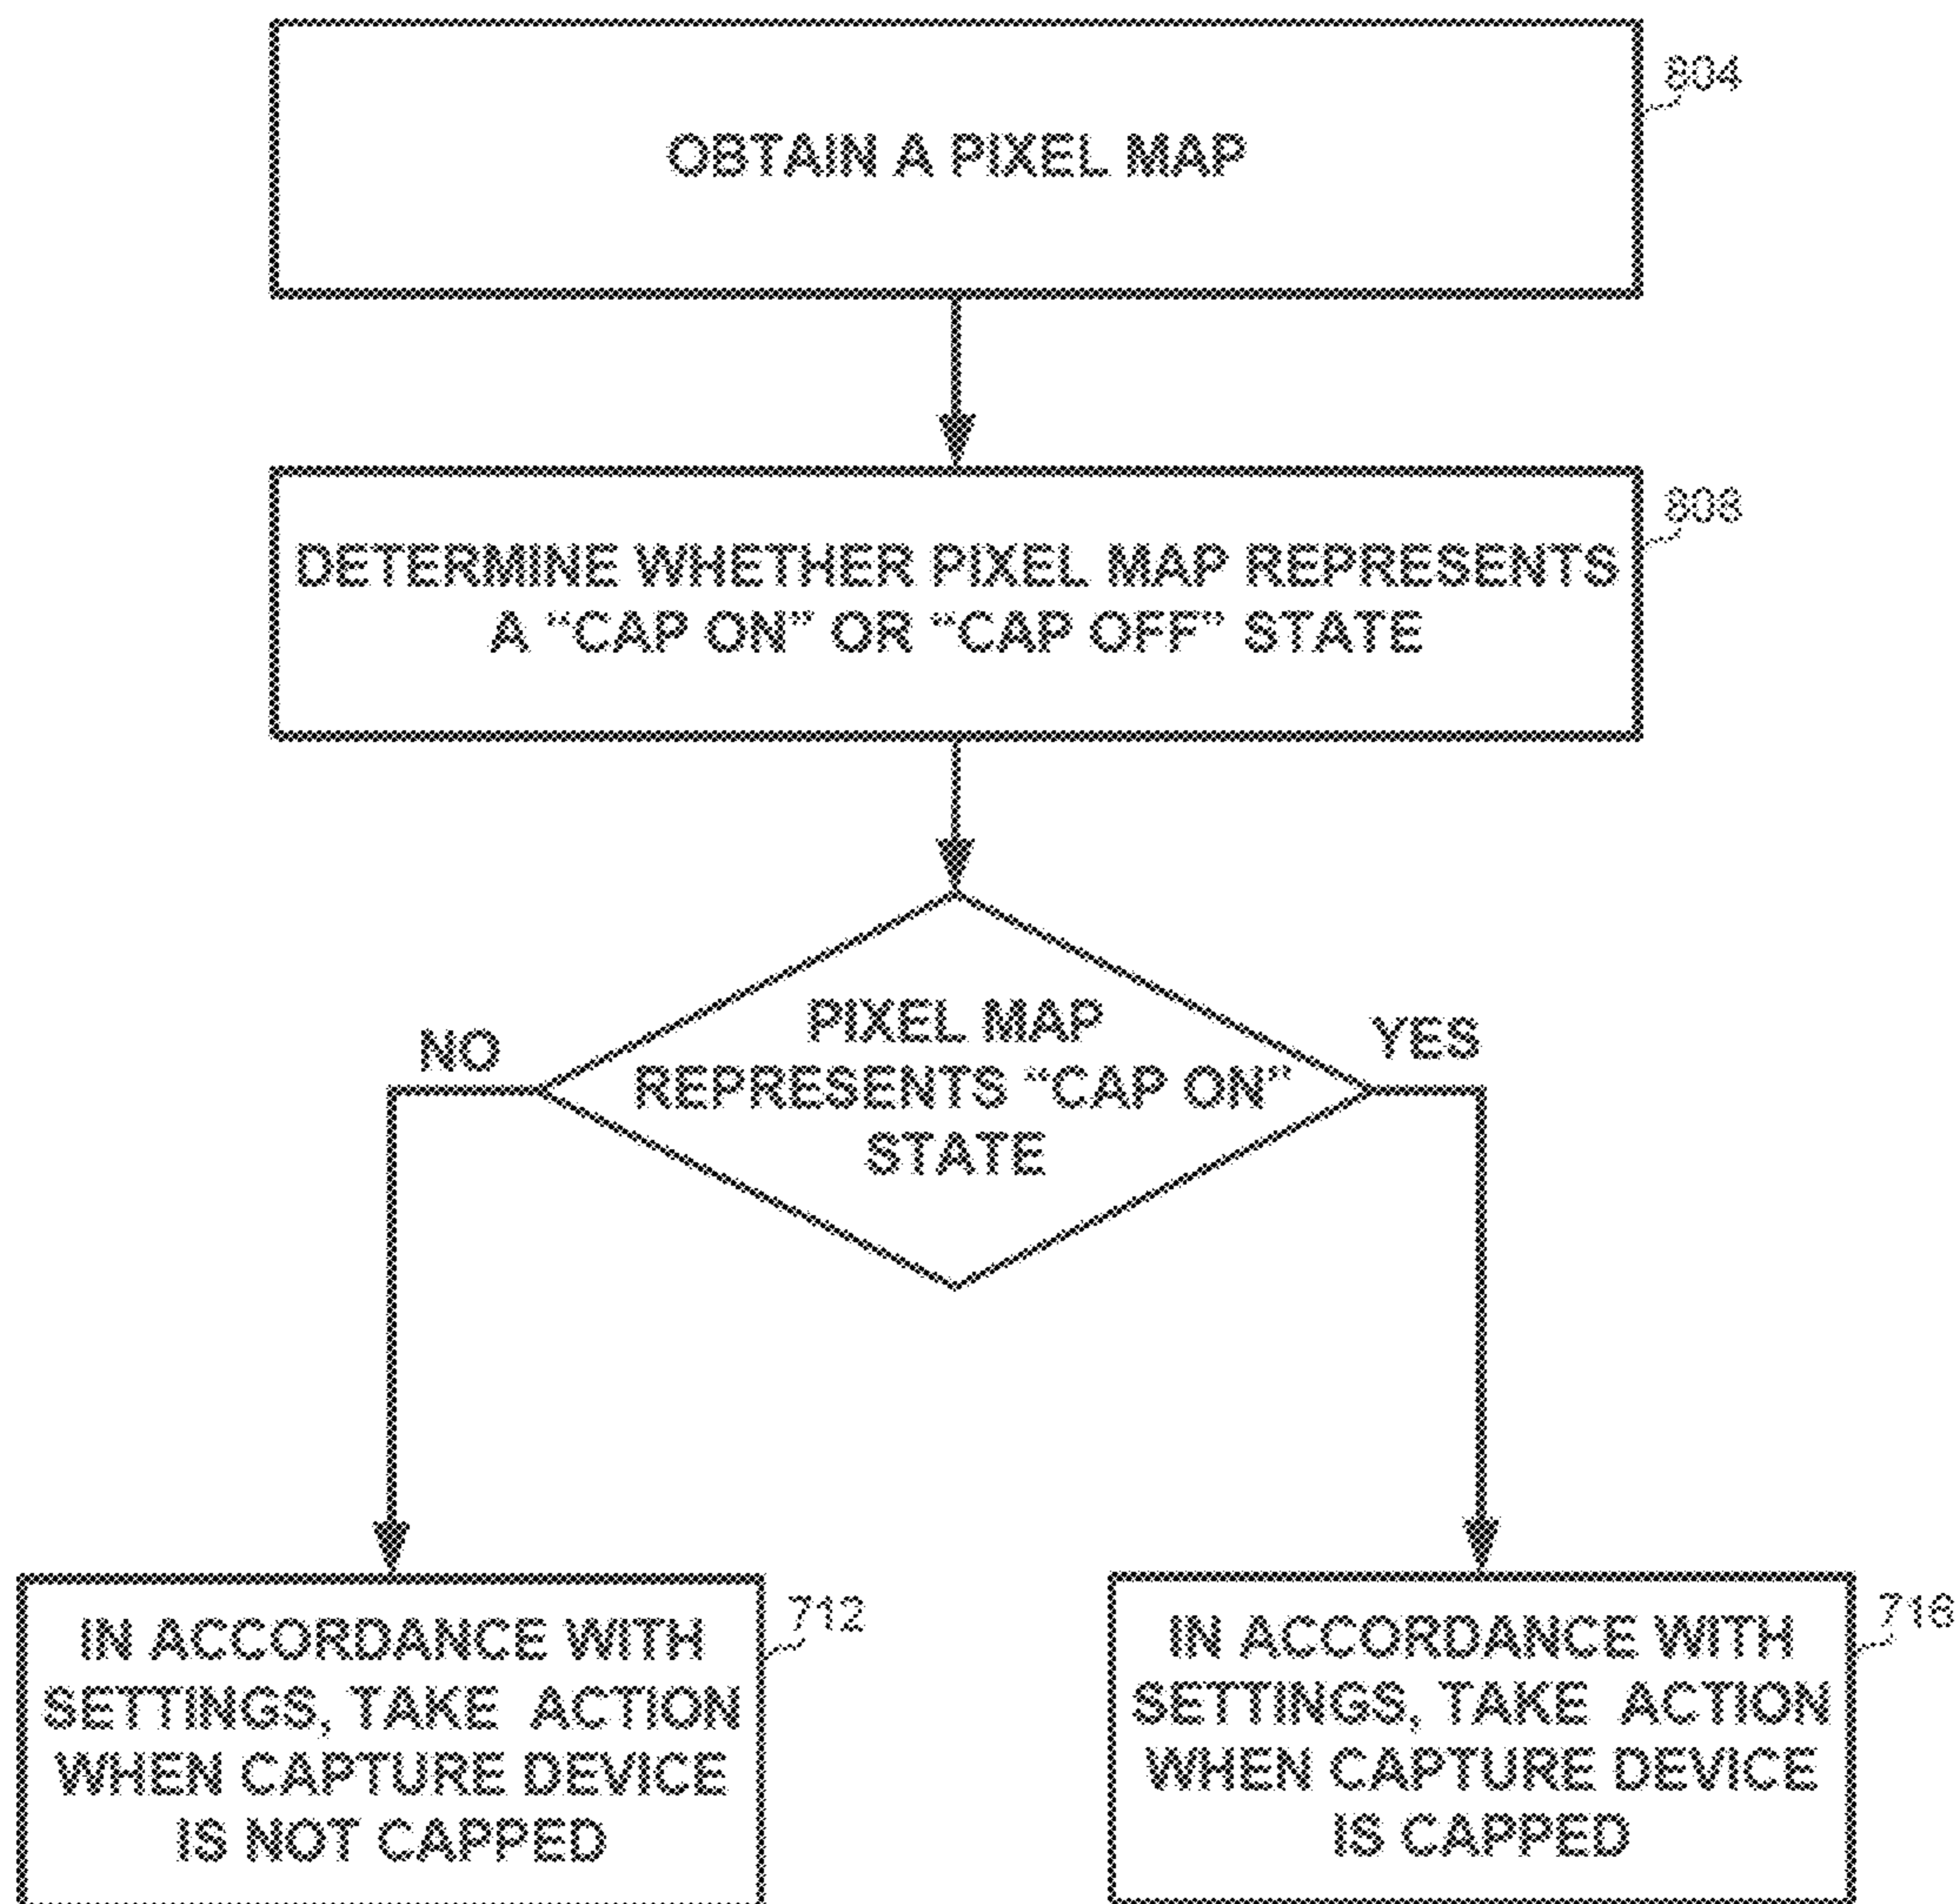 OBTAIN A PIXEL MAP
804
DETERMINE WHETHER PIXEL MAP REPRESENTS
A “CAP ON” OR “CAP OFF” STATE
808
PIXEL MAP
REPRESENTS “CAP ON”
STATE
NO
YES
IN ACCORDANCE WITH
SETTINGS, TAKE ACTION
WHEN CAPTURE DEVICE
IS NOT CAPPED
712
IN ACCORDANCE WITH
SETTINGS, TAKE ACTION
WHEN CAPTURE DEVICE
IS CAPPED
716